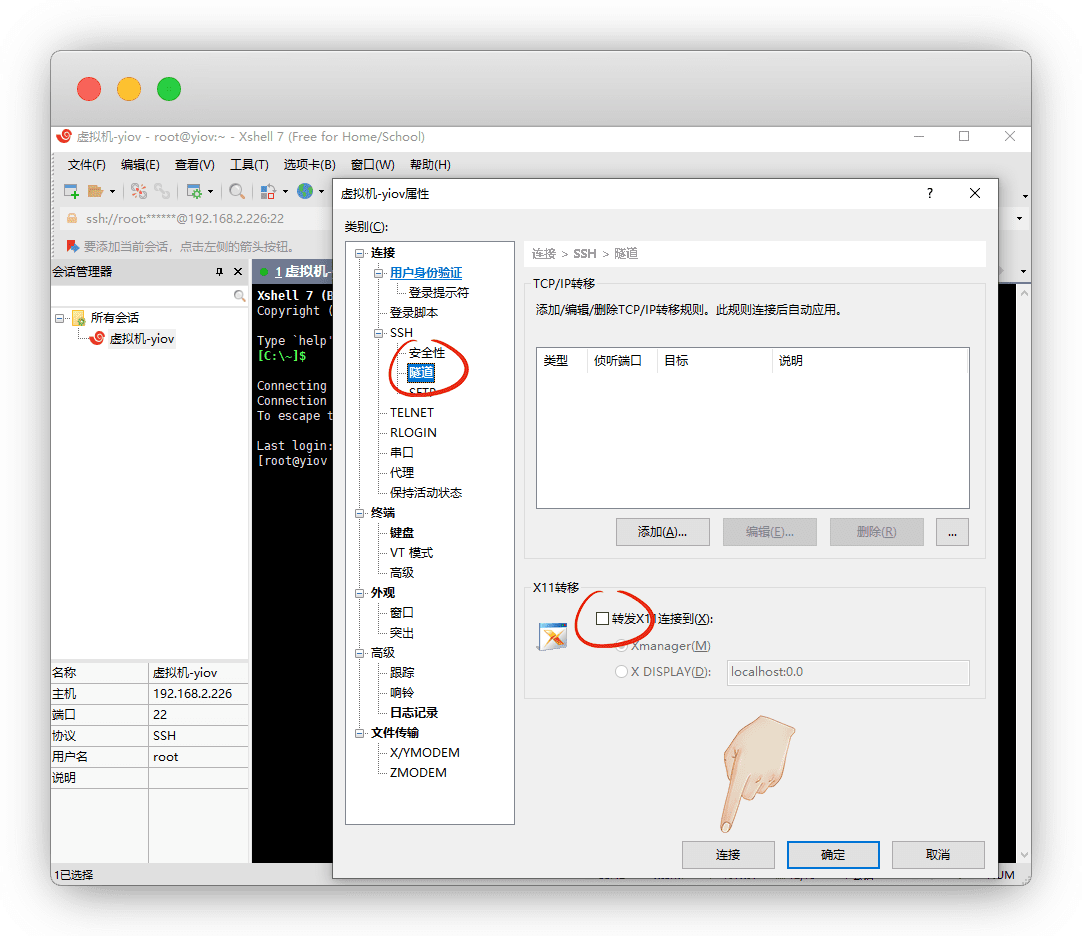 虚拟机-yiov - root@yiov:~ - Xshell 7 (Free for Home/School)
文件(F) 编辑(E) 查看(V) 工具(T) 选项卡(B) 窗口(W) 帮助(H)
ssh://root:******@192.168.2.226:22
要添加当前会话，点击左侧的箭头按钮。
会话管理器
所有会话
虚拟机-yiov
名称 虚拟机-yiov
主机 192.168.2.226
端口 22
协议 SSH
用户名 root
说明
1已选择
1 虚拟机-
Xshell 7 (B
Copyright (
Type `help'
[C:\~]$
Connecting
Connection
To escape t
Last login:
[root@yiov
虚拟机-yiov属性
?
类别(C):
连接
用户身份验证
登录提示符
登录脚本
SSH
安全性
隧道
SFTP
TELNET
RLOGIN
串口
代理
保持活动状态
终端
键盘
VT 模式
高级
外观
窗口
突出
高级
跟踪
响铃
日志记录
文件传输
X/YMODEM
ZMODEM
连接 > SSH > 隧道
TCP/IP转移
添加/编辑/删除TCP/IP转移规则。此规则连接后自动应用。
类型 侦听端口 目标 说明
添加(A)... 编辑(E)... 删除(R) ...
X11转移
转发X11连接到(X):
Xmanager(M)
X DISPLAY(D): localhost:0.0
连接 确定 取消
NUM